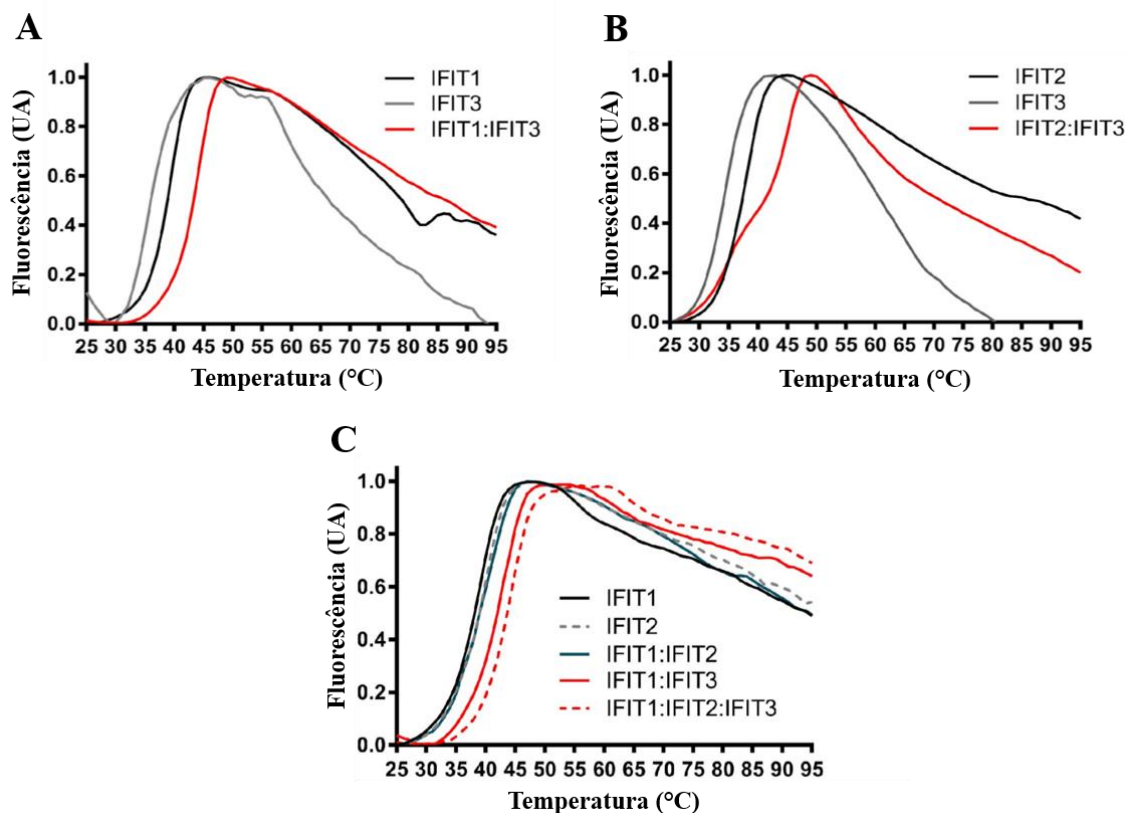 A
Fluorescência (UA)
1.0
0.8
0.6
0.4
0.2
0.0
25 30 35 40 45 50 55 60 65 70 75 80 85 90 95
Temperatura (°C)
IFIT1
IFIT3
IFIT1:IFIT3
B
Fluorescência (UA)
1.0
0.8
0.6
0.4
0.2
0.0
25 30 35 40 45 50 55 60 65 70 75 80 85 90 95
Temperatura (°C)
IFIT2
IFIT3
IFIT2:IFIT3
C
Fluorescência (UA)
1.0
0.8
0.6
0.4
0.2
0.0
25 30 35 40 45 50 55 60 65 70 75 80 85 90 95
Temperatura (°C)
IFIT1
IFIT2
IFIT1:IFIT2
IFIT1:IFIT3
IFIT1:IFIT2:IFIT3